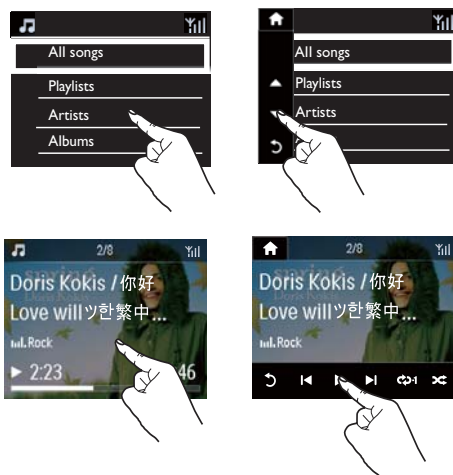 All songs
Playlists
Artists
Albums
All songs
Playlists
Artists
2/8
Doris Kokis /你好
Love willツ한繁中...
Rock
2:23 46
2/8
Doris Kokis /你好
Love willツ한繁中...
Rock